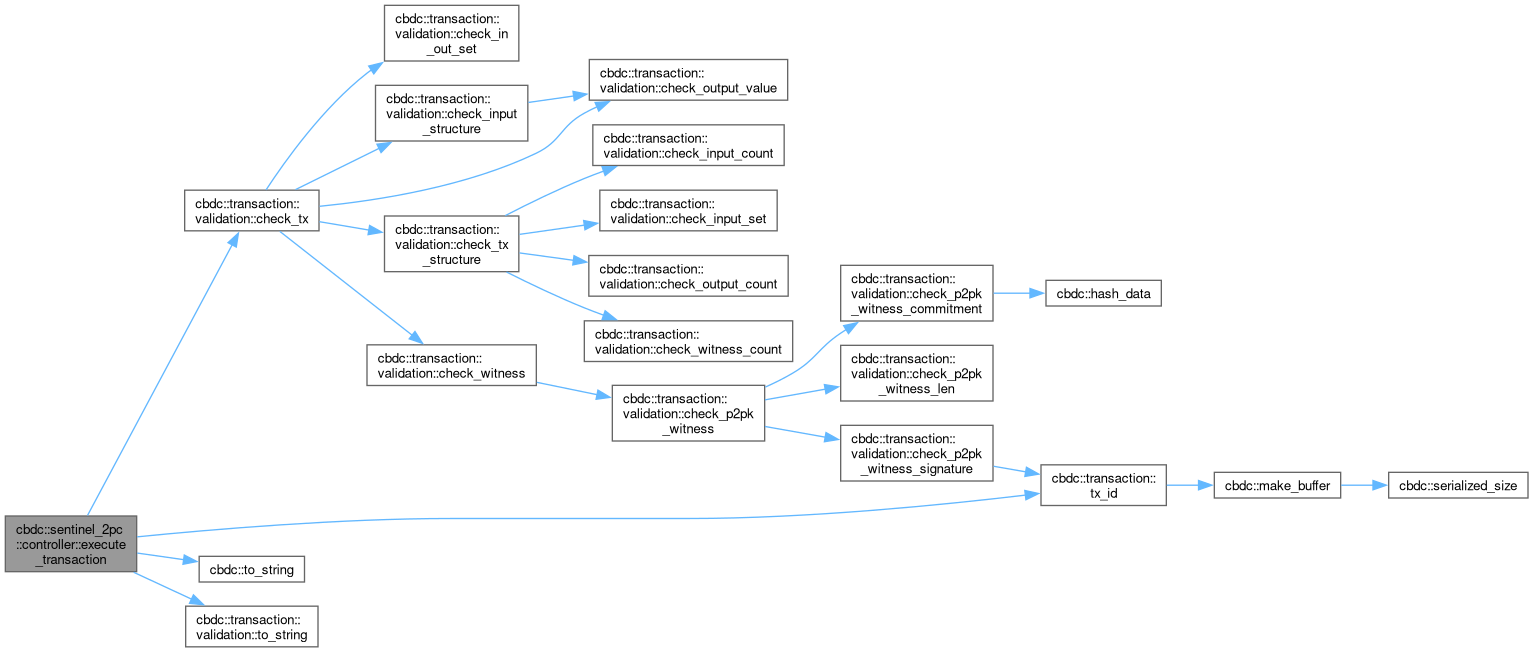 cbdc::transaction::
validation::check_in
_out_set
cbdc::transaction::
validation::check_output_value
cbdc::transaction::
validation::check_input
_structure
cbdc::transaction::
validation::check_input_count
cbdc::transaction::
validation::check_tx
cbdc::transaction::
validation::check_input_set
cbdc::transaction::
validation::check_tx
_structure
cbdc::transaction::
validation::check_output_count
cbdc::transaction::
validation::check_p2pk
_witness_commitment
cbdc::hash_data
cbdc::transaction::
validation::check_witness_count
cbdc::transaction::
validation::check_witness
cbdc::transaction::
validation::check_p2pk
_witness_len
cbdc::transaction::
validation::check_p2pk
_witness
cbdc::transaction::
validation::check_p2pk
_witness_signature
cbdc::transaction::
tx_id
cbdc::make_buffer
cbdc::serialized_size
cbdc::sentinel_2pc
::controller::execute
_transaction
cbdc::to_string
cbdc::transaction::
validation::to_string